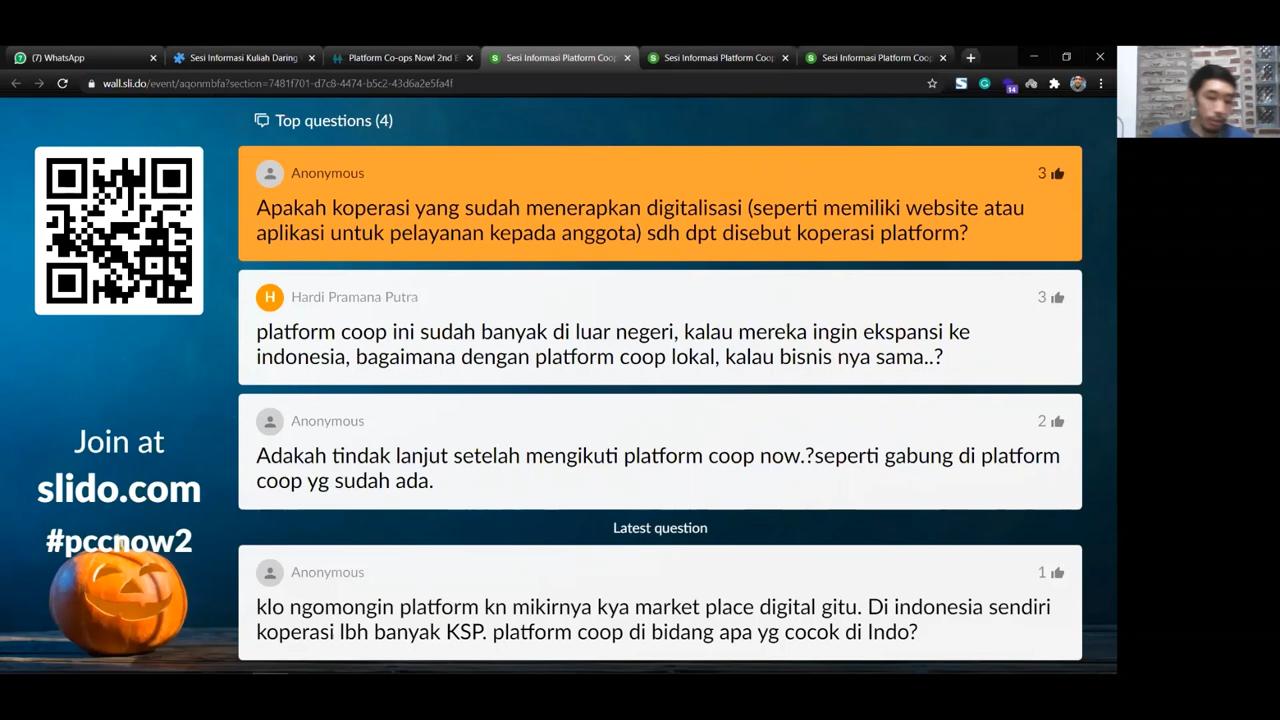 (7) WhatsApp
Sesi Informasi Kuliah Daring
Platform Co-ops Now! 2nd E
Sesi Informasi Platform Coop
Sesi Informasi Platform Coop
Sesi Informasi Platform Coop
wall.sli.do/event/aqonmbfa?section=7481f701-d7c8-4474-b5c2-43d6a2e5fa4f
14
Top questions (4)
Anonymous
3
Apakah koperasi yang sudah menerapkan digitalisasi (seperti memiliki website atau
aplikasi untuk pelayanan kepada anggota) sdh dpt disebut koperasi platform?
H
Hardi Pramana Putra
3
platform coop ini sudah banyak di luar negeri, kalau mereka ingin ekspansi ke
indonesia, bagaimana dengan platform coop lokal, kalau bisnis nya sama..?
Anonymous
2
Adakah tindak lanjut setelah mengikuti platform coop now.?seperti gabung di platform
coop yg sudah ada.
Latest question
Anonymous
1
klo ngomongin platform kn mikirnya kya market place digital gitu. Di indonesia sendiri
koperasi lbh banyak KSP. platform coop di bidang apa yg cocok di Indo?
Join at
slido.com
#pccnow2